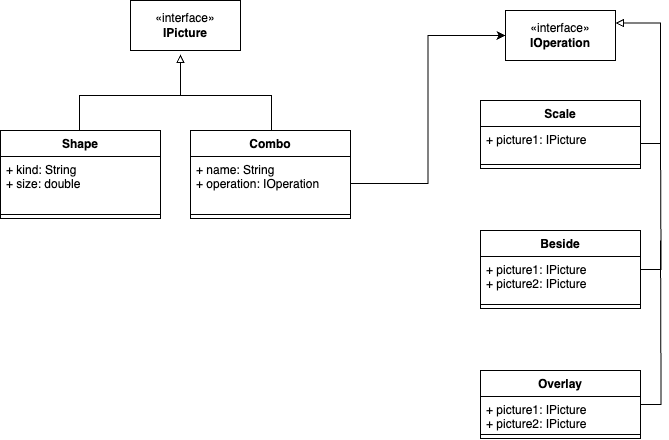 «interface»
IPicture
«interface»
IOperation
Shape
+ kind: String
+ size: double
Combo
+ name: String
+ operation: IOperation
Scale
+ picture1: IPicture
Beside
+ picture1: IPicture
+ picture2: IPicture
Overlay
+ picture1: IPicture
+ picture2: IPicture